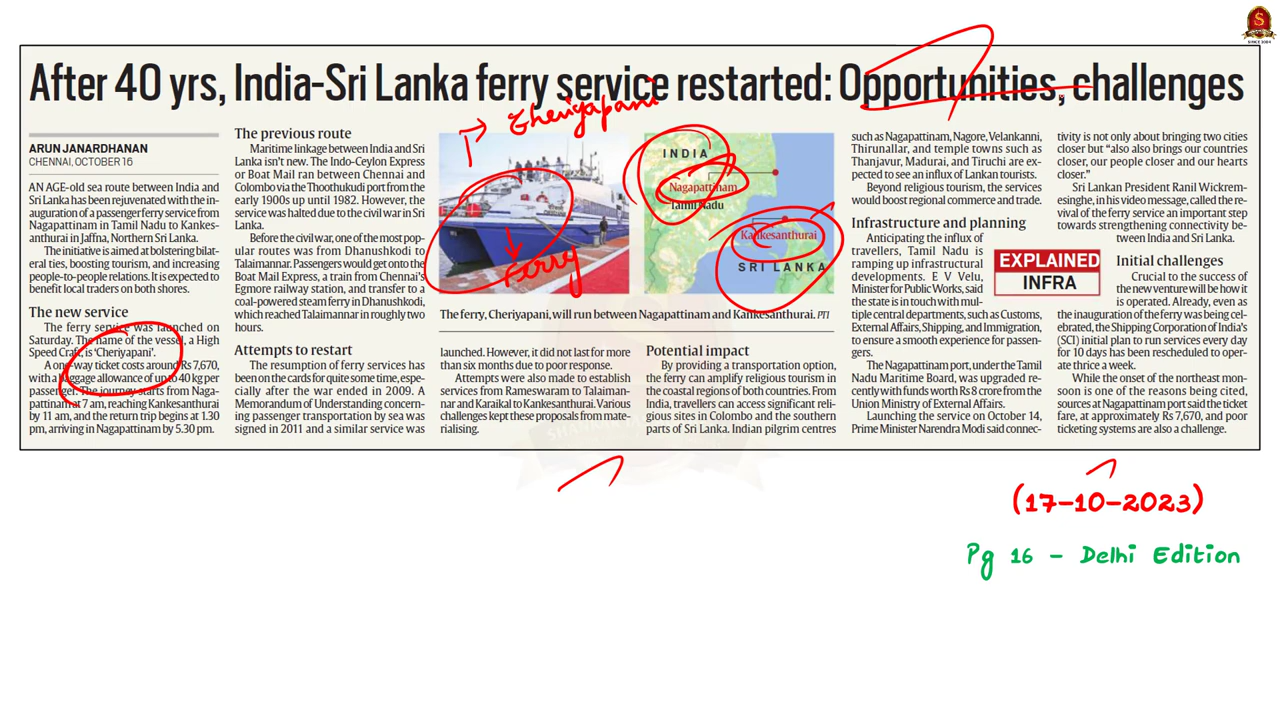 After 40 yrs, India-Sri Lanka ferry service restarted: Opportunities, challenges
ARUN JANARDHANAN
CHENNAI, OCTOBER 16
AN AGE-old sea route between India and
Sri Lanka has been rejuvenated with the in-
auguration of a passenger ferry service from
Nagapattinam in Tamil Nadu to Kankes-
anthurai in Jaffna, Northern Sri Lanka.
The initiative is aimed at bolstering bilat-
eral ties, boosting tourism, and increasing
people-to-people relations. It is expected to
benefit local traders on both shores.
The new service
The ferry service was launched on
Saturday. The name of the vessel, a High
Speed Craft, is 'Cheriyapani'.
A one-way ticket costs around Rs 7,670,
with a baggage allowance of up to 40 kg per
passenger. The journey starts from Naga-
pattinam at 7 am, reaching Kankesanthurai
by 11 am, and the return trip begins at 1.30
pm, arriving in Nagapattinam by 5.30 pm.
The previous route
Maritime linkage between India and Sri
Lanka isn't new. The Indo-Ceylon Express
or Boat Mail ran between Chennai and
Colombo via the Thoothukudi port from the
early 1900s up until 1982. However, the
service was halted due to the civil war in Sri
Lanka.
Before the civil war, one of the most pop-
ular routes was from Dhanushkodi to
Talaimannar. Passengers would get onto the
Boat Mail Express, a train from Chennai's
Egmore railway station, and transfer to a
coal-powered steam ferry in Dhanushkodi,
which reached Talaimannar in roughly two
hours.
Attempts to restart
The resumption of ferry services has
been on the cards for quite some time, espe-
cially after the war ended in 2009. A
Memorandum of Understanding concern-
ing passenger transportation by sea was
signed in 2011 and a similar service was
Cheriyapani
Ferry
INDIA
Nagapattinam
Tamil Nadu
Kankesanthurai
SRI LANKA
The ferry, Cheriyapani, will run between Nagapattinam and Kankesanthurai. PTI
launched. However, it did not last for more
than six months due to poor response.
Attempts were also made to establish
services from Rameswaram to Talaiman-
nar and Karaikal to Kankesanthurai. Various
challenges kept these proposals from mate-
rialising.
Potential impact
By providing a transportation option,
the ferry can amplify religious tourism in
the coastal regions of both countries. From
India, travellers can access significant reli-
gious sites in Colombo and the southern
parts of Sri Lanka. Indian pilgrim centres
such as Nagapattinam, Nagore, Velankanni,
Thirunallar, and temple towns such as
Thanjavur, Madurai, and Tiruchi are ex-
pected to see an influx of Lankan tourists.
Beyond religious tourism, the services
would boost regional commerce and trade.
Infrastructure and planning
Anticipating the influx of
travellers, Tamil Nadu is
ramping up infrastructural
developments. E V Velu,
Minister for Public Works, said
the state is in touch with mul-
tiple central departments, such as Customs,
External Affairs, Shipping, and Immigration,
to ensure a smooth experience for passen-
gers.
The Nagapattinam port, under the Tamil
Nadu Maritime Board, was upgraded re-
cently with funds worth Rs 8 crore from the
Union Ministry of External Affairs.
Launching the service on October 14,
Prime Minister Narendra Modi said connec-
EXPLAINED
INFRA
tivity is not only about bringing two cities
closer but "also also brings our countries
closer, our people closer and our hearts
closer."
Sri Lankan President Ranil Wickrem-
esinghe, in his video message, called the re-
vival of the ferry service an important step
towards strengthening connectivity be-
tween India and Sri Lanka.
Initial challenges
Crucial to the success of
the new venture will be how it
is operated. Already, even as
the inauguration of the ferry was being cel-
ebrated, the Shipping Corporation of India's
(SCI) initial plan to run services every day
for 10 days has been rescheduled to oper-
ate thrice a week.
While the onset of the northeast mon-
soon is one of the reasons being cited,
sources at Nagapattinam port said the ticket
fare, at approximately Rs 7,670, and poor
ticketing systems are also a challenge.
(17-10-2023)
Pg 16 - Delhi Edition